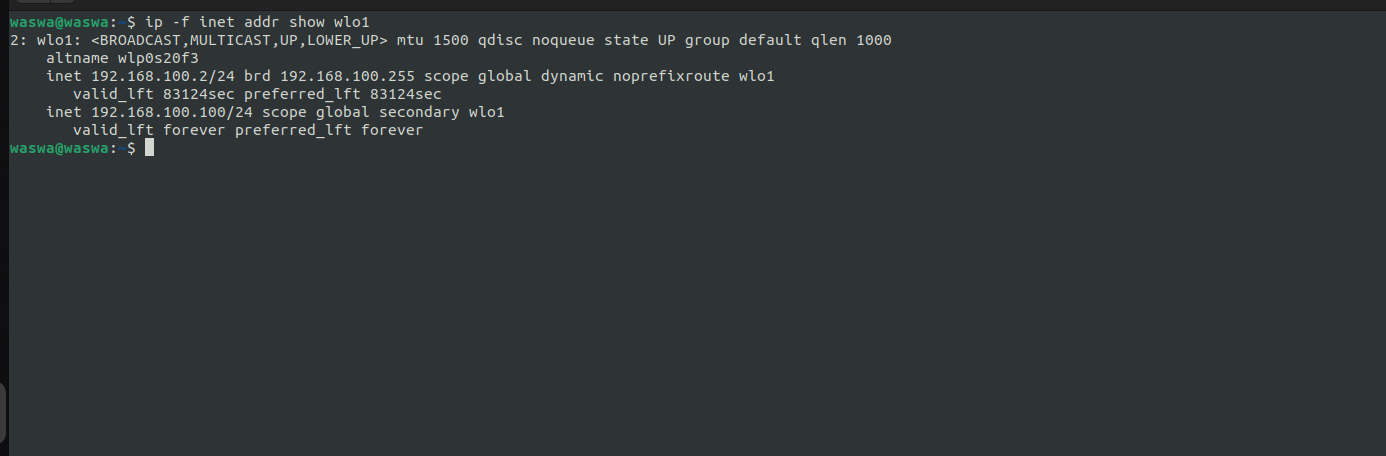 waswa@waswa:~$ ip -f inet addr show wlo1
2: wlo1: <BROADCAST,MULTICAST,UP,LOWER_UP> mtu 1500 qdisc noqueue state UP group default qlen 1000
    altname wlp0s20f3
    inet 192.168.100.2/24 brd 192.168.100.255 scope global dynamic noprefixroute wlo1
       valid_lft 83124sec preferred_lft 83124sec
    inet 192.168.100.100/24 scope global secondary wlo1
       valid_lft forever preferred_lft forever
waswa@waswa:~$